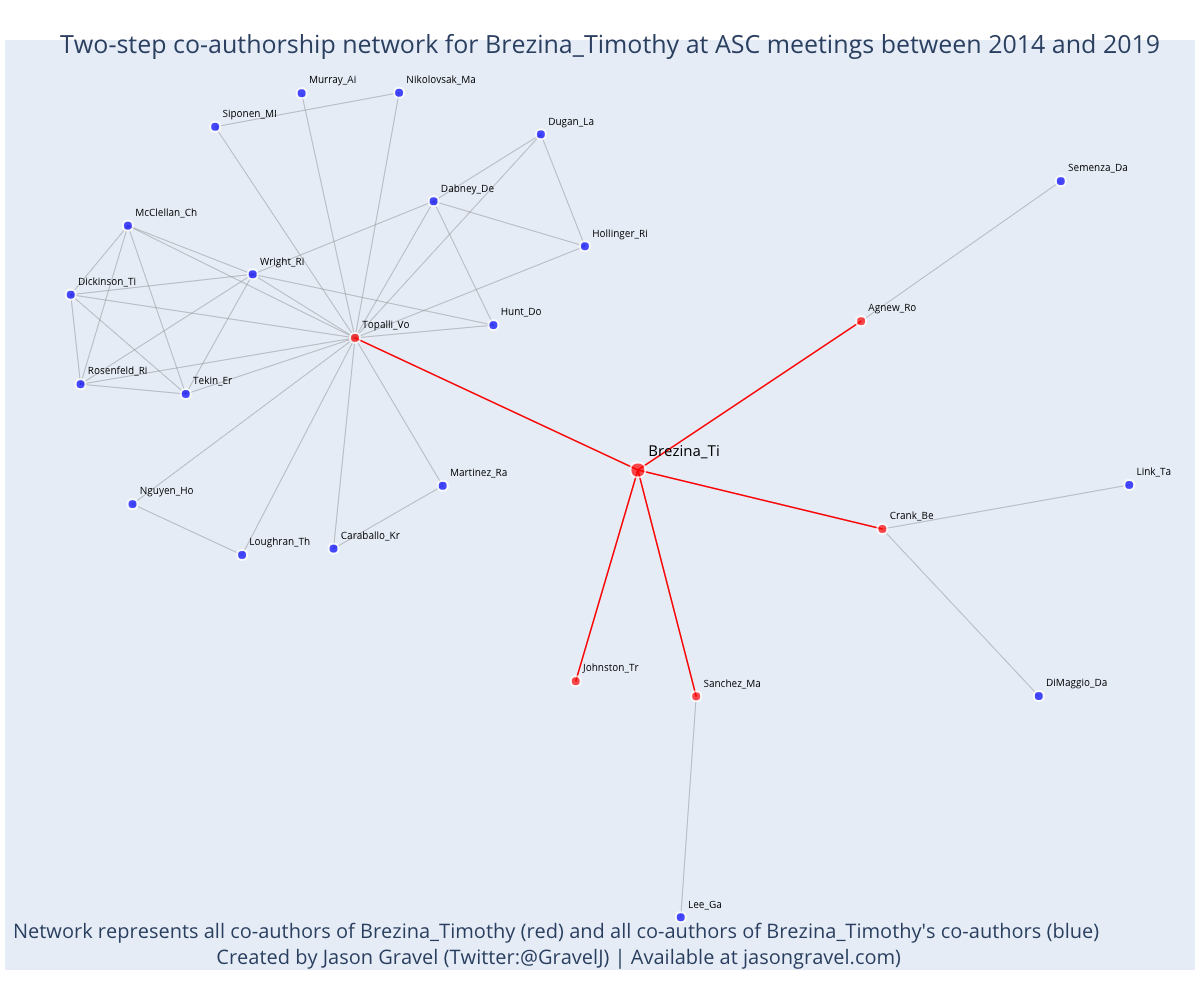 Two-step co-authorship network for Brezina_Timothy at ASC meetings between 2014 and 2019
Murray_Ai
Nikolovsak_Ma
Siponen_Mi
Dugan_La
Semenza_Da
Dabney_De
McClellan_Ch
Hollinger_Ri
Wright_Ri
Dickinson_Ti
Agnew_Ro
Hunt_Do
Topalli_Vo
Rosenfeld_Ri
Tekin_Er
Brezina_Ti
Martinez_Ra
Link_Ta
Nguyen_Ho
Crank_Be
Caraballo_Kr
Loughran_Th
Johnston_Tr
Sanchez_Ma
DiMaggio_Da
Lee_Ga
Network represents all co-authors of Brezina_Timothy (red) and all co-authors of Brezina_Timothy's co-authors (blue)
Created by Jason Gravel (Twitter:@GravelJ) | Available at jasongravel.com)